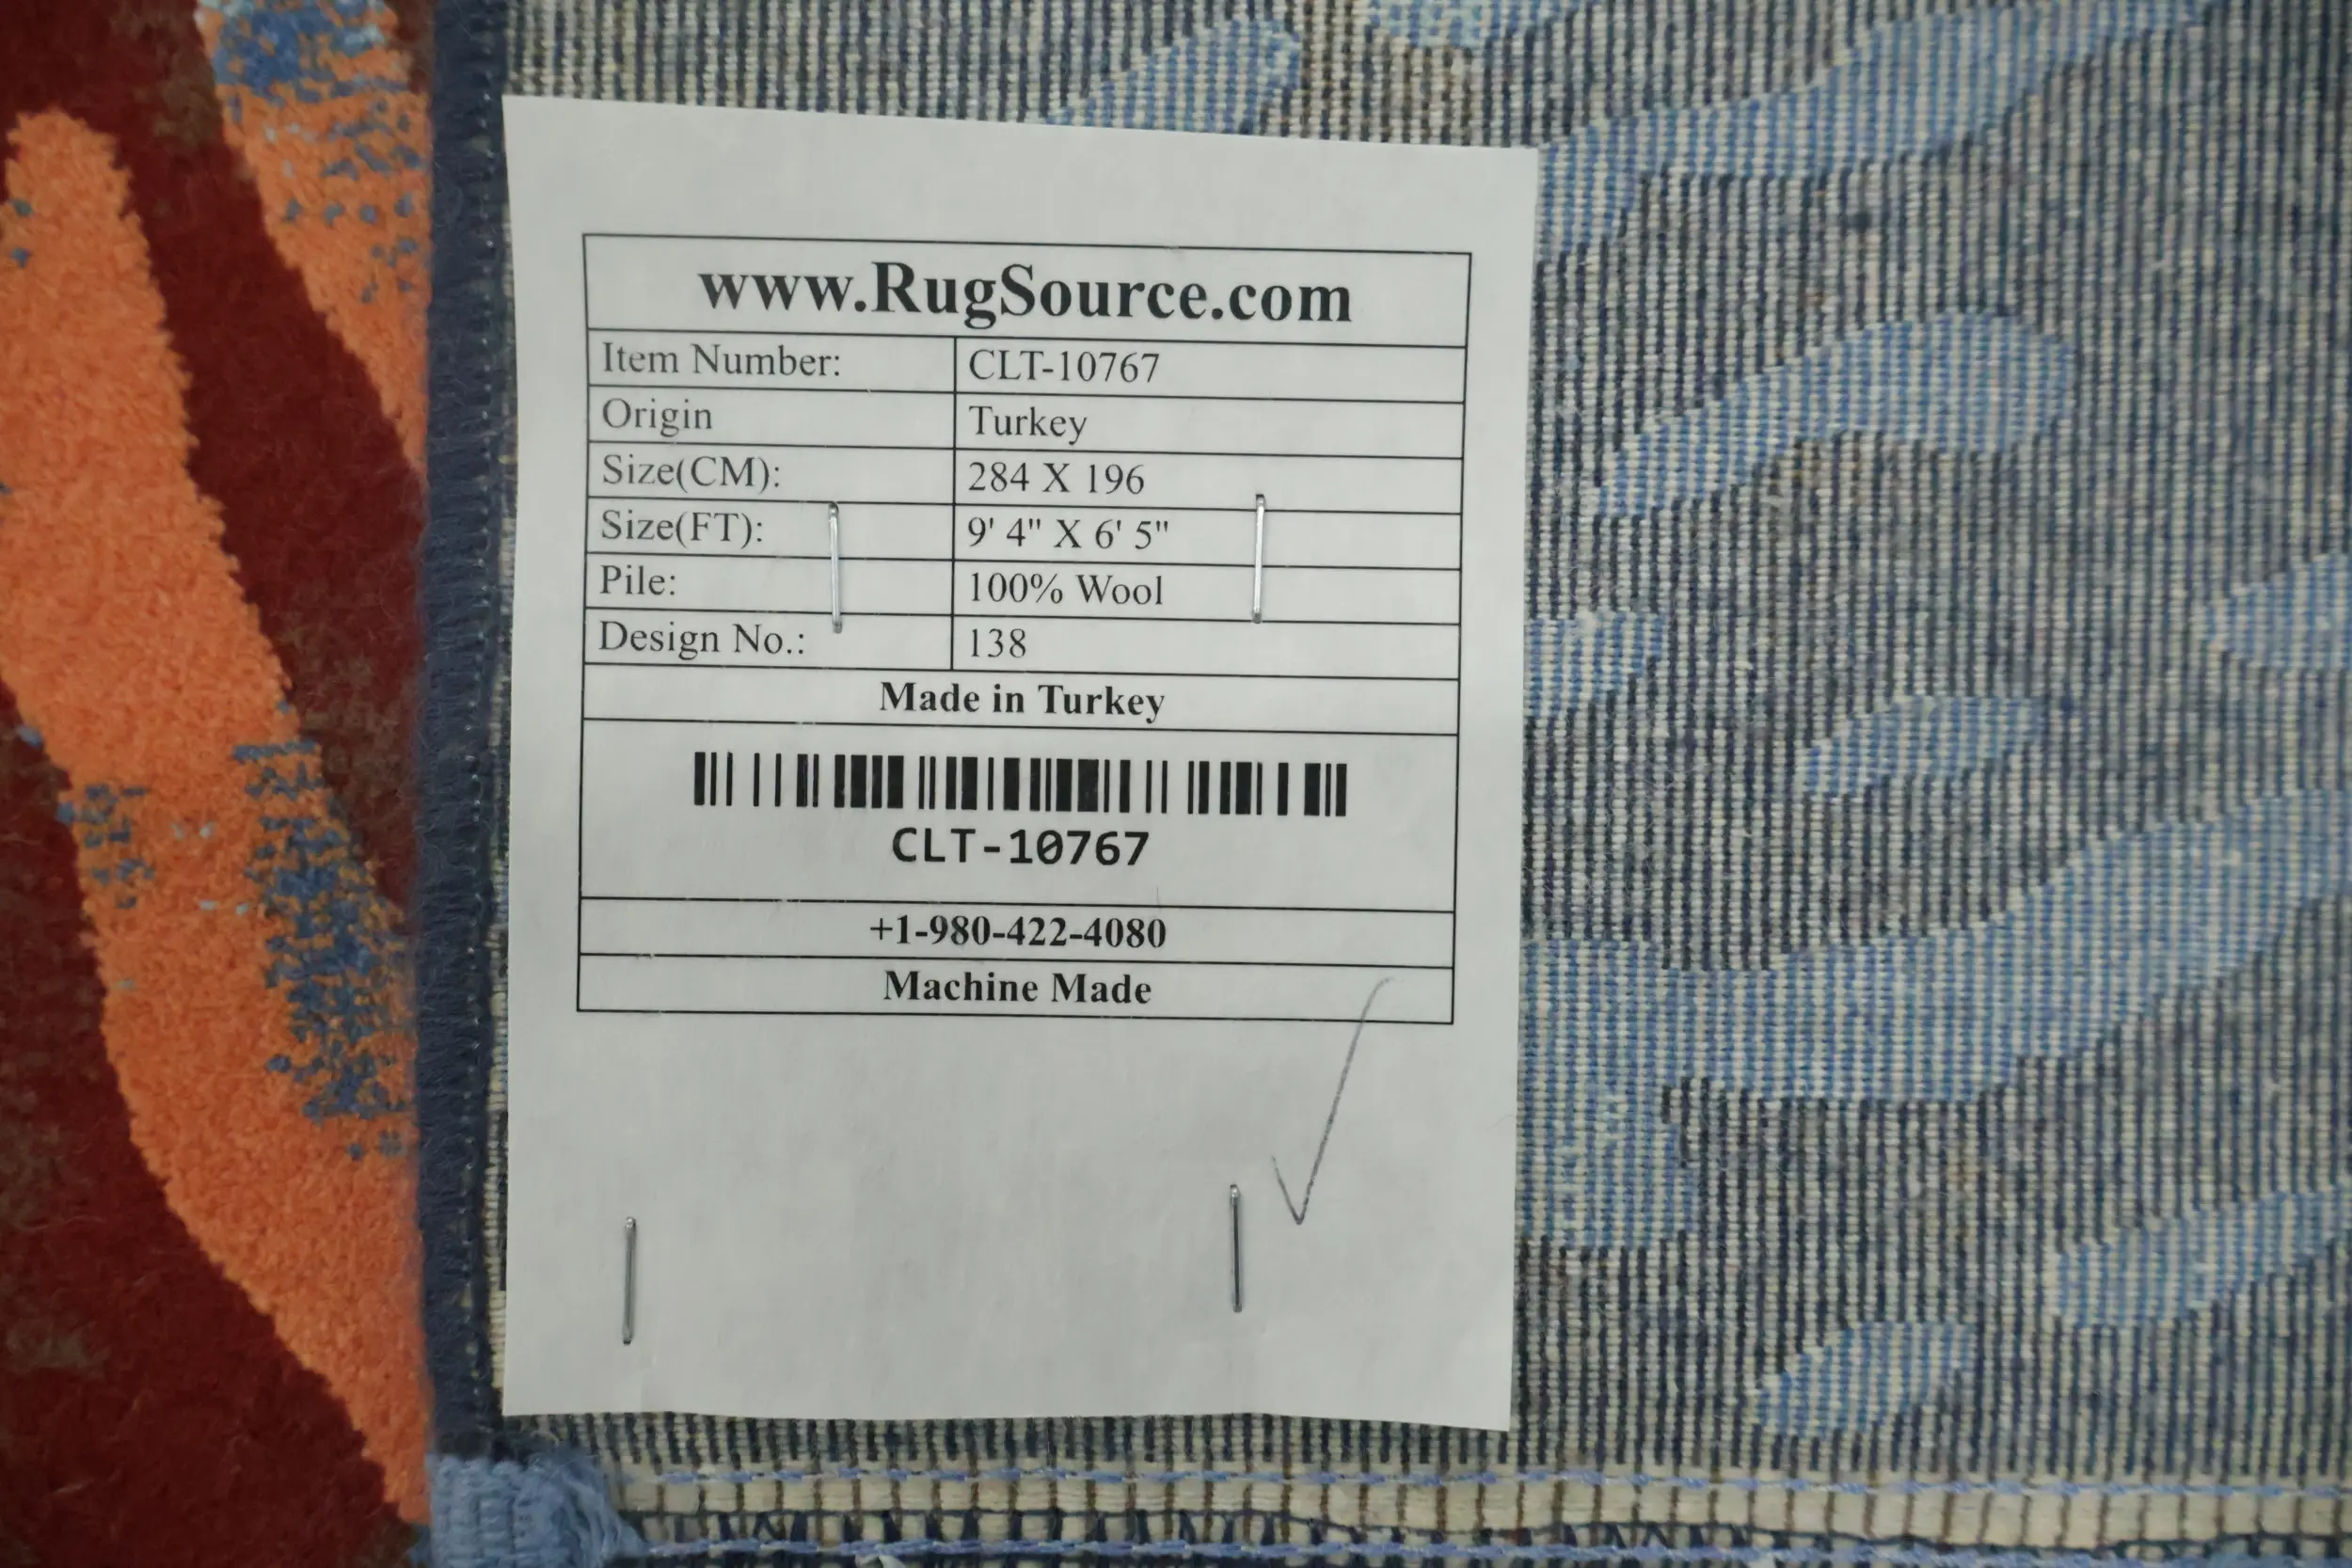 www.RugSource.com
Item Number: CLT-10767
Origin Turkey
Size(CM): 284 X 196
Size(FT): 9' 4" X 6' 5"
Pile: 100% Wool
Design No.: 138
Made in Turkey
CLT-10767
+1-980-422-4080
Machine Made